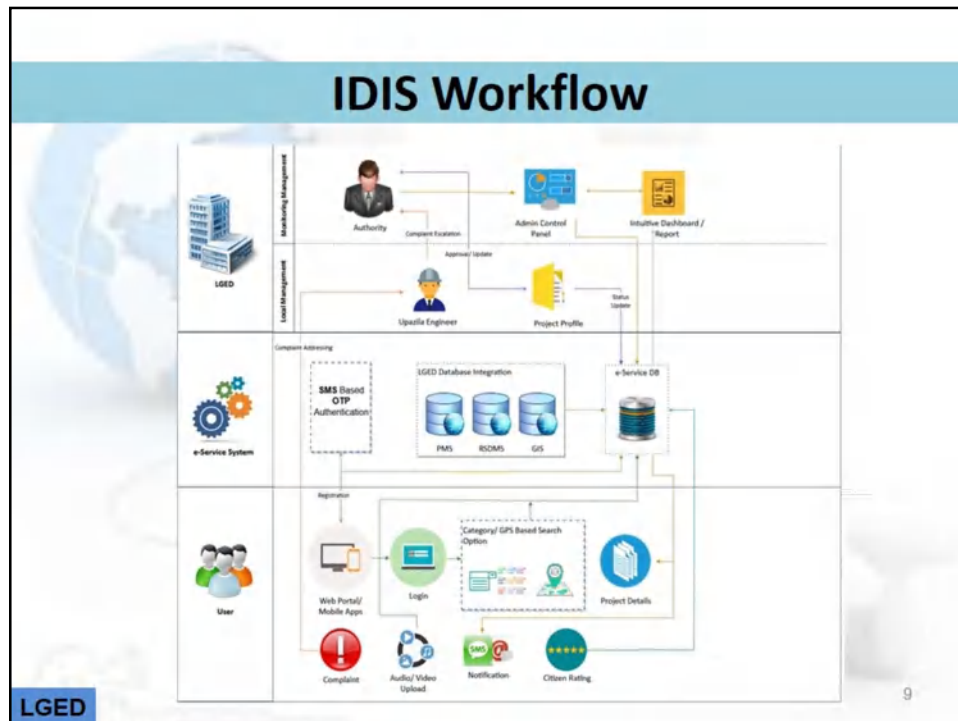 IDIS Workflow
Monitoring Management
Authority
Admin Control
Panel
Intuitive Dashboard /
Report
Complaint Escalation
LGED
Local Management
Approval/ Update
Upazila Engineer
Project Profile
Status
Update
Complaint Addressing
SMS Based
OTP
Authentication
LGED Database Integration
PMS
RSDMS
GIS
e-Service DB
e-Service System
Registration
User
Web Portal/
Mobile Apps
Login
Category/ GPS Based Search
Option
Project Details
Complaint
Audio/ Video
Upload
SMS
@
Notification
Citizen Rating
LGED
9